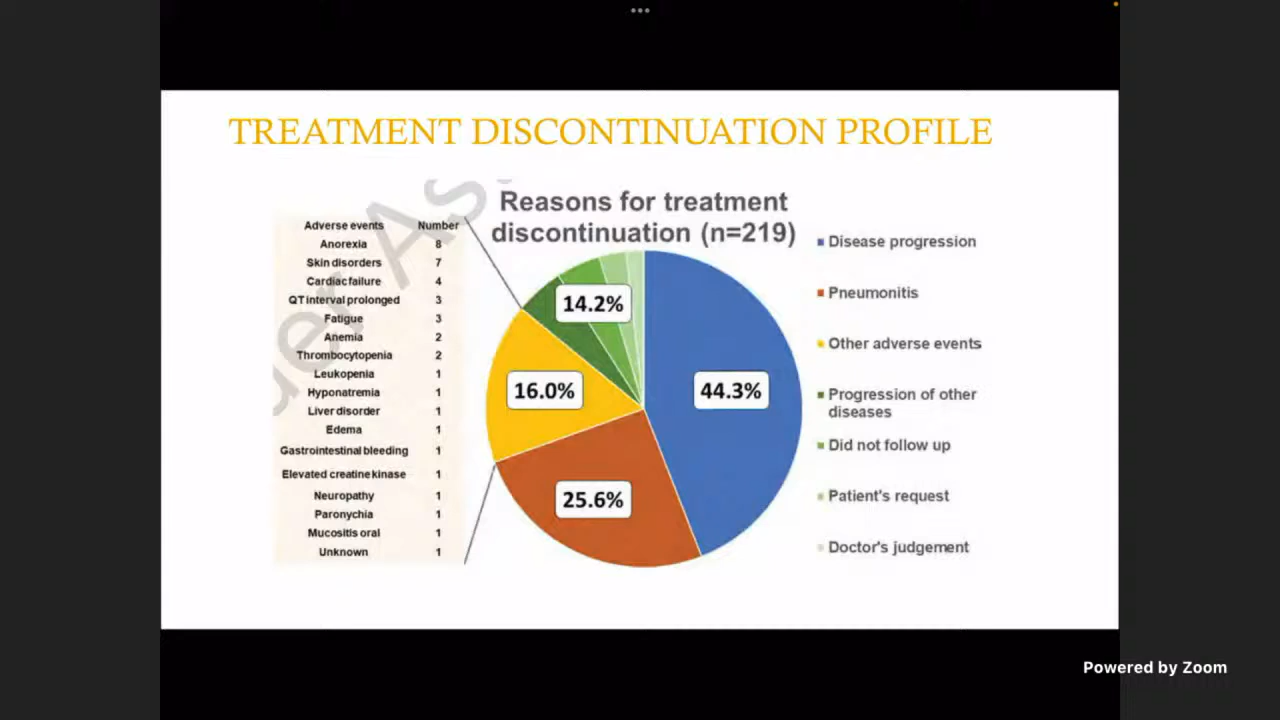 TREATMENT DISCONTINUATION PROFILE
Reasons for treatment
discontinuation (n=219)
Adverse events Number
Anorexia 8
Skin disorders 7
Cardiac failure 4
QT interval prolonged 3
Fatigue 3
Anemia 2
Thrombocytopenia 2
Leukopenia 1
Hyponatremia 1
Liver disorder 1
Edema 1
Gastrointestinal bleeding 1
Elevated creatine kinase 1
Neuropathy 1
Paronychia 1
Mucositis oral 1
Unknown 1
14.2%
16.0%
44.3%
25.6%
Disease progression
Pneumonitis
Other adverse events
Progression of other
diseases
Did not follow up
Patient's request
Doctor's judgement
Powered by Zoom